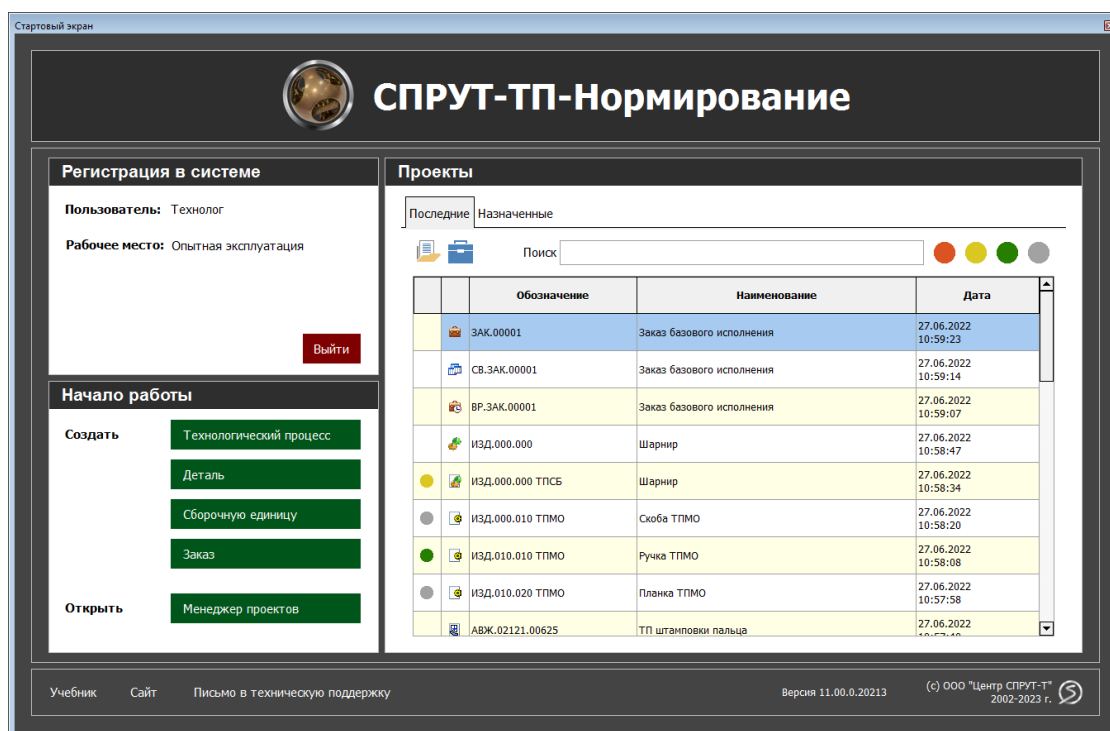 Стартовый экран
СПРУТ-ТП-Нормирование
Регистрация в системе
Пользователь: Технолог
Рабочее место: Опытная эксплуатация
Выйти
Начало работы
Создать
Технологический процесс
Деталь
Сборочную единицу
Заказ
Открыть
Менеджер проектов
Проекты
Последние Назначенные
Поиск
Обозначение Наименование Дата
ЗАК.00001 Заказ базового исполнения 27.06.2022
10:59:23
СВ.ЗАК.00001 Заказ базового исполнения 27.06.2022
10:59:14
ВР.ЗАК.00001 Заказ базового исполнения 27.06.2022
10:59:07
ИЗД.000.000 Шарнир 27.06.2022
10:58:47
ИЗД.000.000 ТПСБ Шарнир 27.06.2022
10:58:34
ИЗД.000.010 ТПМО Скоба ТПМО 27.06.2022
10:58:20
ИЗД.010.010 ТПМО Ручка ТПМО 27.06.2022
10:58:08
ИЗД.010.020 ТПМО Планка ТПМО 27.06.2022
10:57:58
АВЖ.02121.00625 ТП штамповки пальца 27.06.2022
Учебник Сайт Письмо в техническую поддержку
Версия 11.00.0.20213
(c) ООО "Центр СПРУТ-Т"
2002-2023 г.